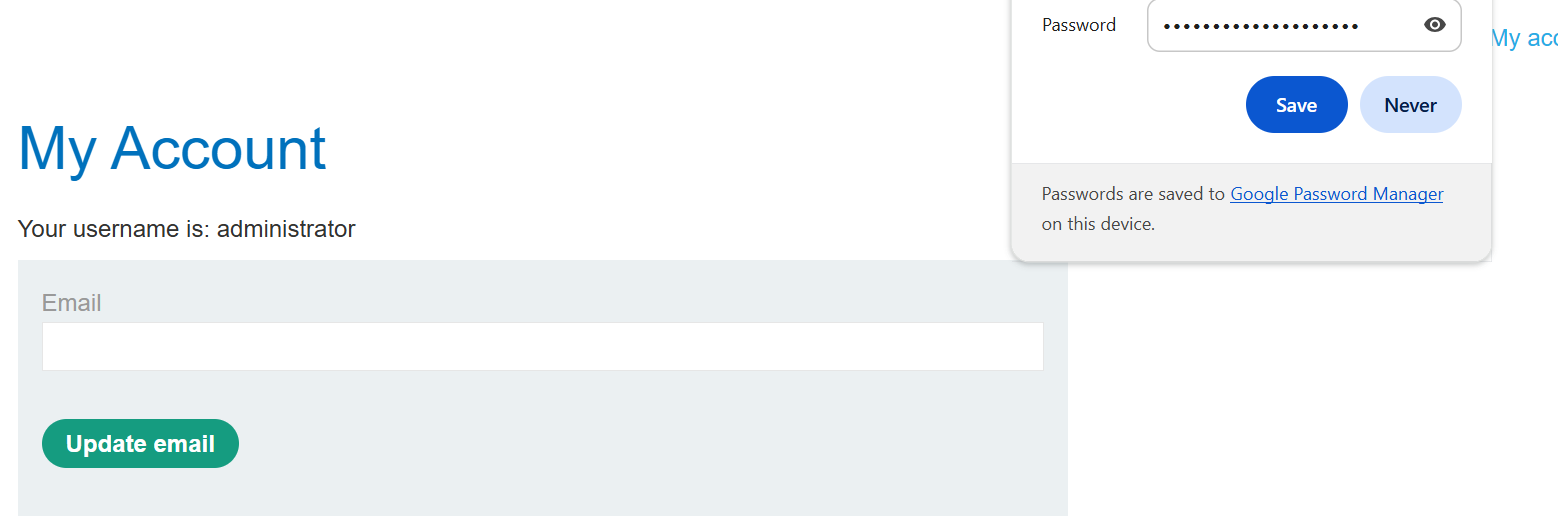 Password ••••••••••••••••••••
My acc
Save Never
My Account
Passwords are saved to Google Password Manager
on this device.
Your username is: administrator
Email
Update email